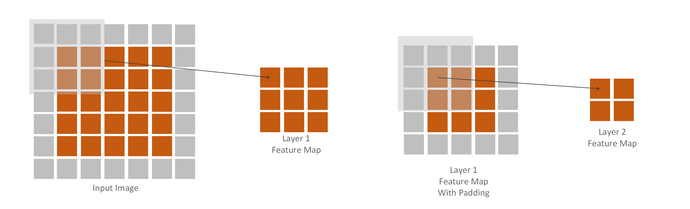 Input Image
Layer 1
Feature Map
Layer 1
Feature Map
With Padding
Layer 2
Feature Map